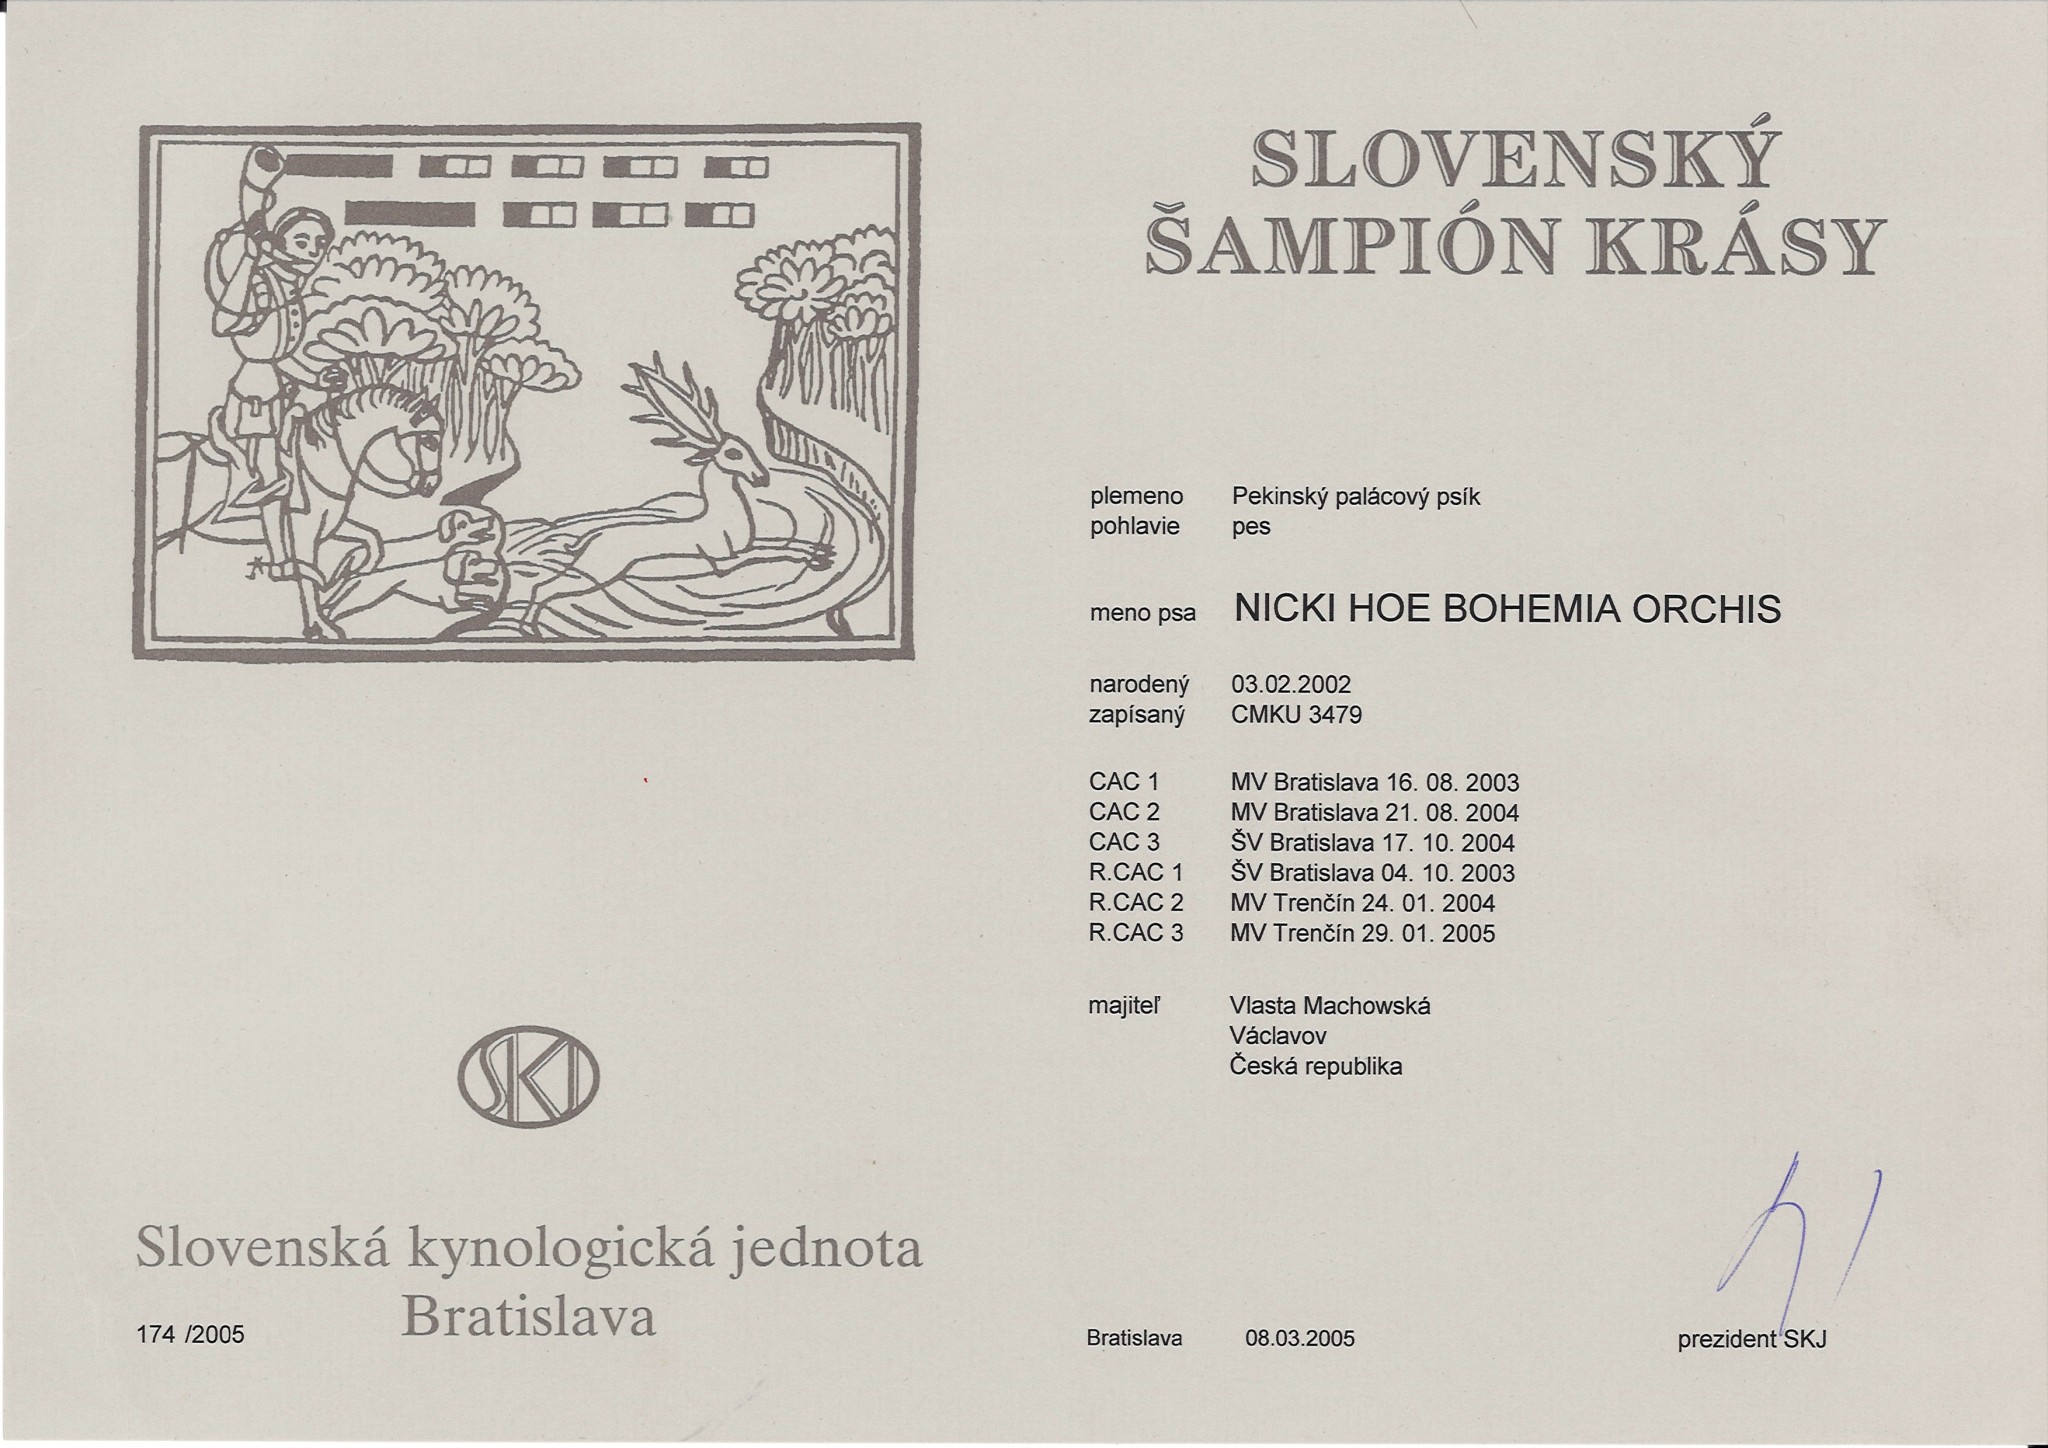 SLOVENSKÝ
ŠAMPIÓN KRÁSY
plemeno Pekinský palácový psík
pohlavie pes
meno psa NICKI HOE BOHEMIA ORCHIS
narodený 03.02.2002
zapísaný CMKU 3479
CAC 1 MV Bratislava 16. 08. 2003
CAC 2 MV Bratislava 21. 08. 2004
CAC 3 ŠV Bratislava 17. 10. 2004
R.CAC 1 ŠV Bratislava 04. 10. 2003
R.CAC 2 MV Trenčín 24. 01. 2004
R.CAC 3 MV Trenčín 29. 01. 2005
majiteľ Vlasta Machowská
Václavov
Česká republika
SKJ
Slovenská kynologická jednota
Bratislava
174 /2005
Bratislava 08.03.2005 prezident SKJ